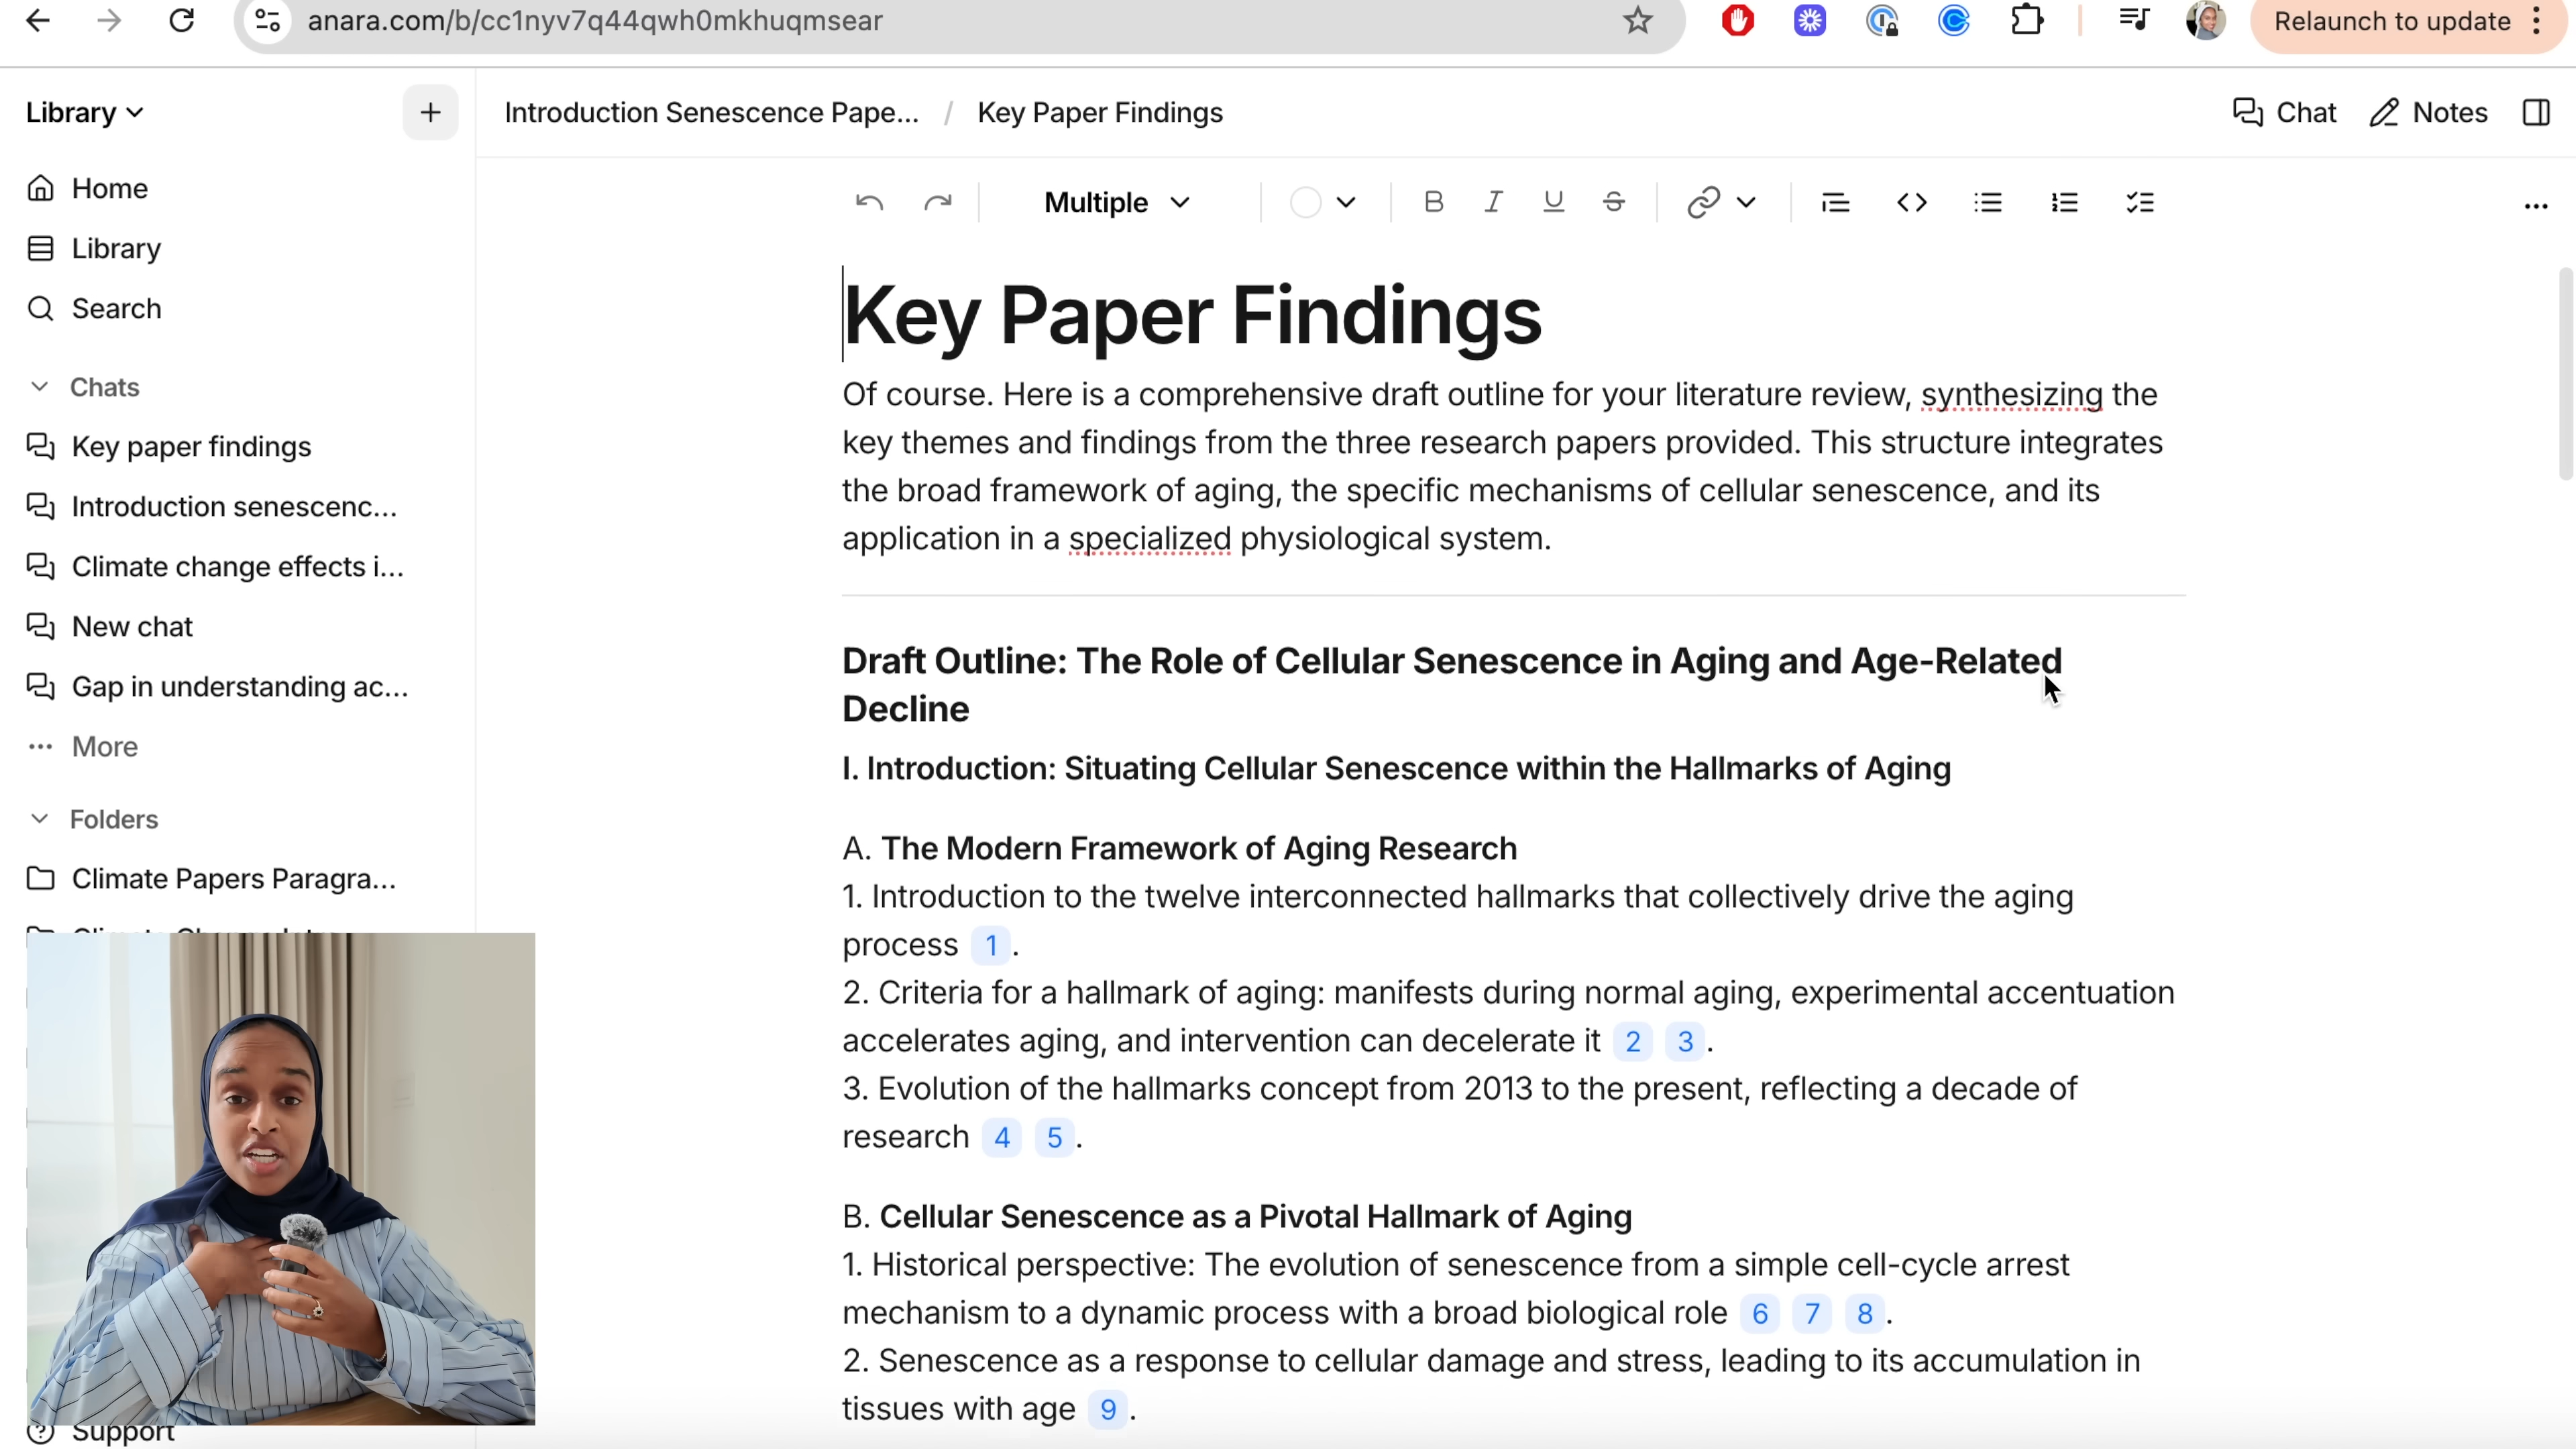 anara.com/b/cc1nyv7q44qwh0mkhuqmsear
Relaunch to update
Library
Introduction Senescence Pape... / Key Paper Findings
Chat
Notes
Home
Library
Search
Chats
Key paper findings
Introduction senescenc...
Climate change effects i...
New chat
Gap in understanding ac...
More
Folders
Climate Papers Paragra...
Support
Multiple
B I U S
Key Paper Findings
Of course. Here is a comprehensive draft outline for your literature review, synthesizing the
key themes and findings from the three research papers provided. This structure integrates
the broad framework of aging, the specific mechanisms of cellular senescence, and its
application in a specialized physiological system.
Draft Outline: The Role of Cellular Senescence in Aging and Age-Related
Decline
I. Introduction: Situating Cellular Senescence within the Hallmarks of Aging
A. The Modern Framework of Aging Research
1. Introduction to the twelve interconnected hallmarks that collectively drive the aging
process 1 .
2. Criteria for a hallmark of aging: manifests during normal aging, experimental accentuation
accelerates aging, and intervention can decelerate it 2 3 .
3. Evolution of the hallmarks concept from 2013 to the present, reflecting a decade of
research 4 5 .
B. Cellular Senescence as a Pivotal Hallmark of Aging
1. Historical perspective: The evolution of senescence from a simple cell-cycle arrest
mechanism to a dynamic process with a broad biological role 6 7 8 .
2. Senescence as a response to cellular damage and stress, leading to its accumulation in
tissues with age 9 .